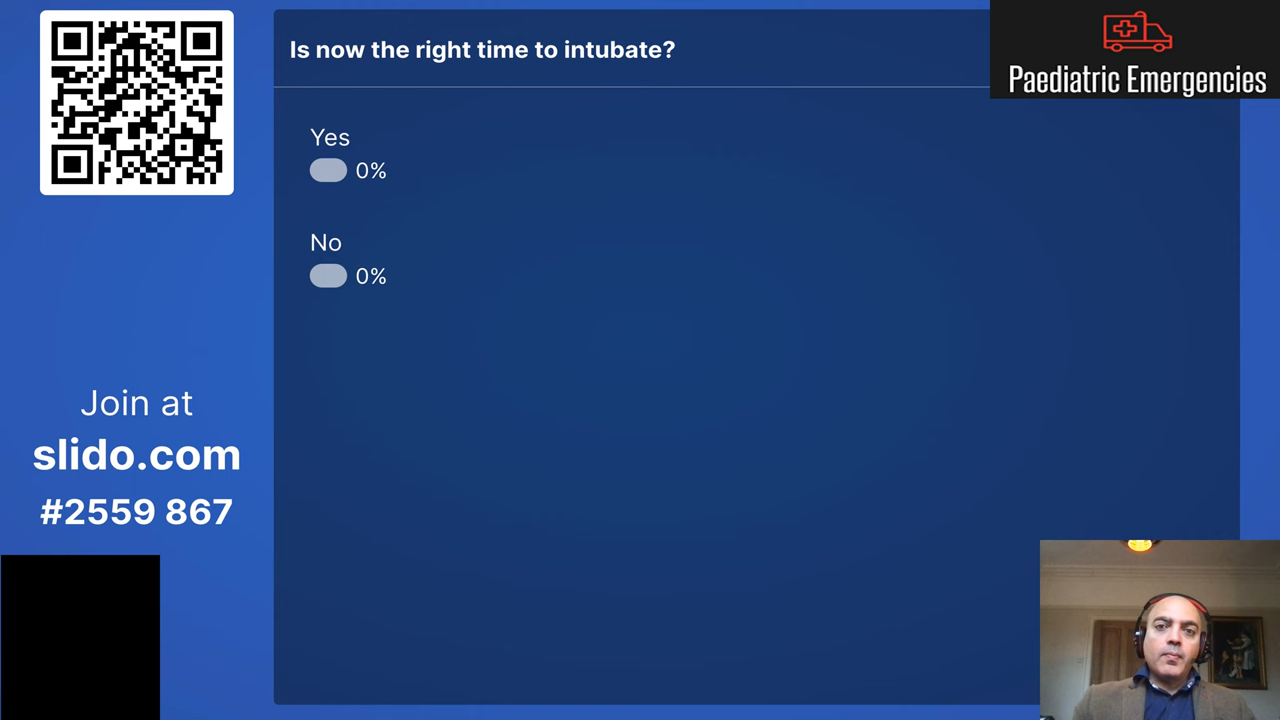 Is now the right time to intubate?
Paediatric Emergencies
Yes
0%
No
0%
Join at
slido.com
#2559 867